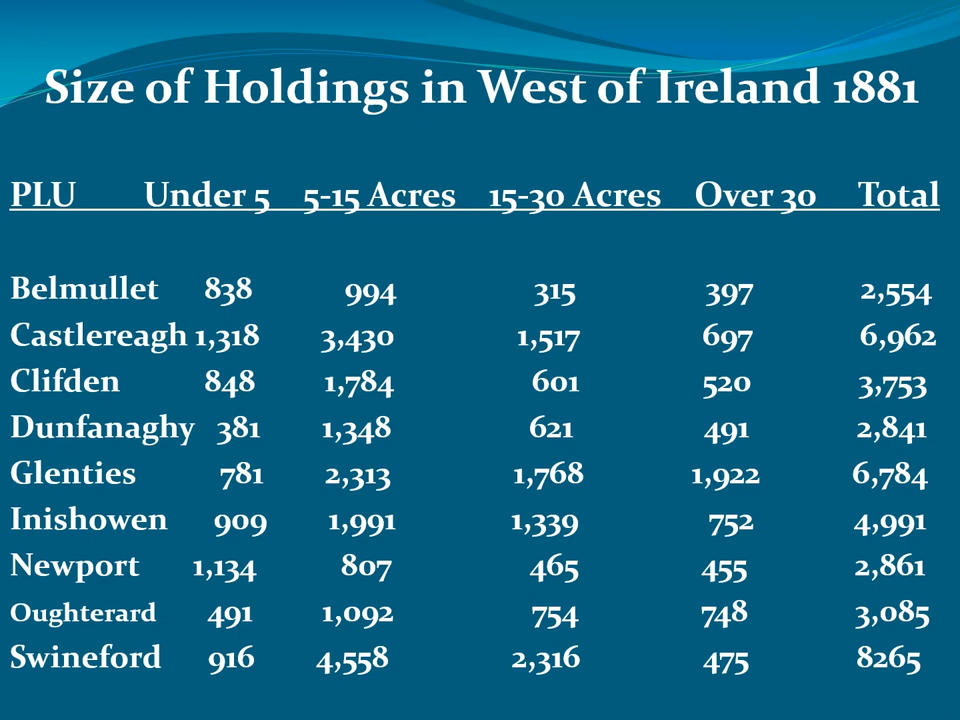 Size of Holdings in West of Ireland 1881
PLU Under 5 5-15 Acres 15-30 Acres Over 30 Total
Belmullet 838 994 315 397 2,554
Castlereagh 1,318 3,430 1,517 697 6,962
Clifden 848 1,784 601 520 3,753
Dunfanaghy 381 1,348 621 491 2,841
Glenties 781 2,313 1,768 1,922 6,784
Inishowen 909 1,991 1,339 752 4,991
Newport 1,134 807 465 455 2,861
Oughterard 491 1,092 754 748 3,085
Swineford 916 4,558 2,316 475 8265